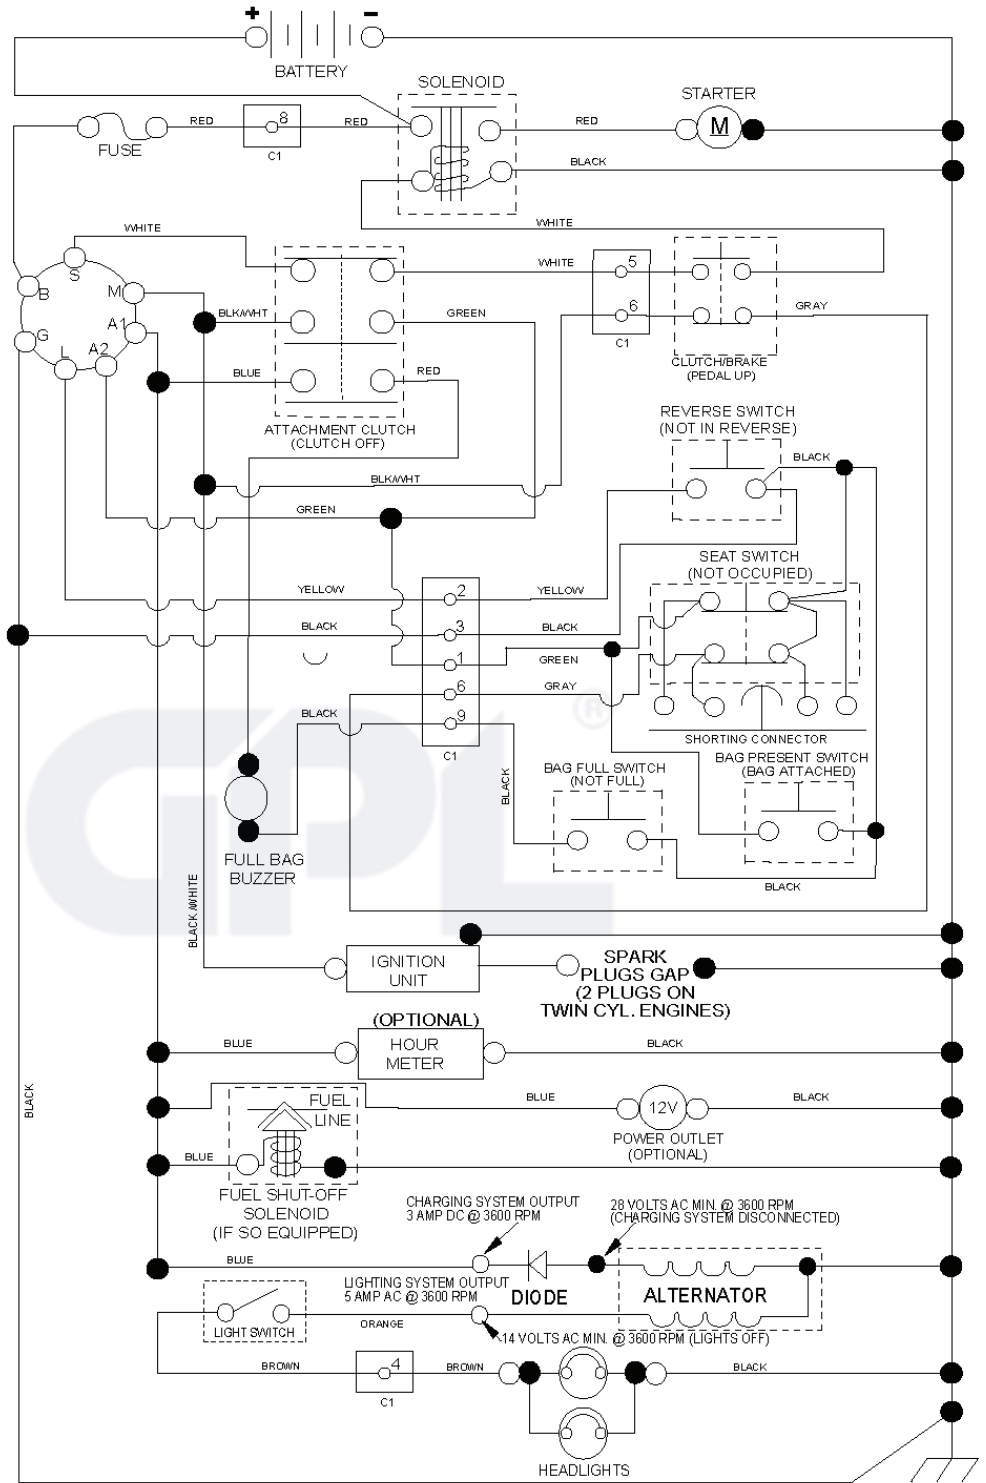 + -
BATTERY
SOLENOID
STARTER
M
FUSE
RED
8
C1
RED
RED
BLACK
WHITE
WHITE
WHITE
5
6
C1
GRAY
CLUTCH/BRAKE
(PEDAL UP)
S
B
M
A1
G
L
A2
BLK/WHT
GREEN
BLUE
RED
ATTACHMENT CLUTCH
(CLUTCH OFF)
REVERSE SWITCH
(NOT IN REVERSE)
BLACK
BLK/WHT
GREEN
SEAT SWITCH
(NOT OCCUPIED)
YELLOW
2
YELLOW
BLACK
3
BLACK
1
GREEN
6
GRAY
BLACK
9
C1
SHORTING CONNECTOR
BAG PRESENT SWITCH
(BAG ATTACHED)
BAG FULL SWITCH
(NOT FULL)
BLACK
BLACK
FULL BAG
BUZZER
GPL®
BLACK/WHITE
IGNITION
UNIT
SPARK
PLUGS GAP
(2 PLUGS ON
TWIN CYL. ENGINES)
(OPTIONAL)
HOUR
METER
BLUE
BLACK
BLACK
FUEL
LINE
BLUE
12V
BLACK
POWER OUTLET
(OPTIONAL)
BLUE
FUEL SHUT-OFF
SOLENOID
(IF SO EQUIPPED)
CHARGING SYSTEM OUTPUT
3 AMP DC @ 3600 RPM
28 VOLTS AC MIN. @ 3600 RPM
(CHARGING SYSTEM DISCONNECTED)
BLUE
LIGHTING SYSTEM OUTPUT
5 AMP AC @ 3600 RPM
DIODE
ALTERNATOR
LIGHT SWITCH
ORANGE
14 VOLTS AC MIN. @ 3600 RPM (LIGHTS OFF)
BROWN
4
C1
BROWN
BLACK
HEADLIGHTS